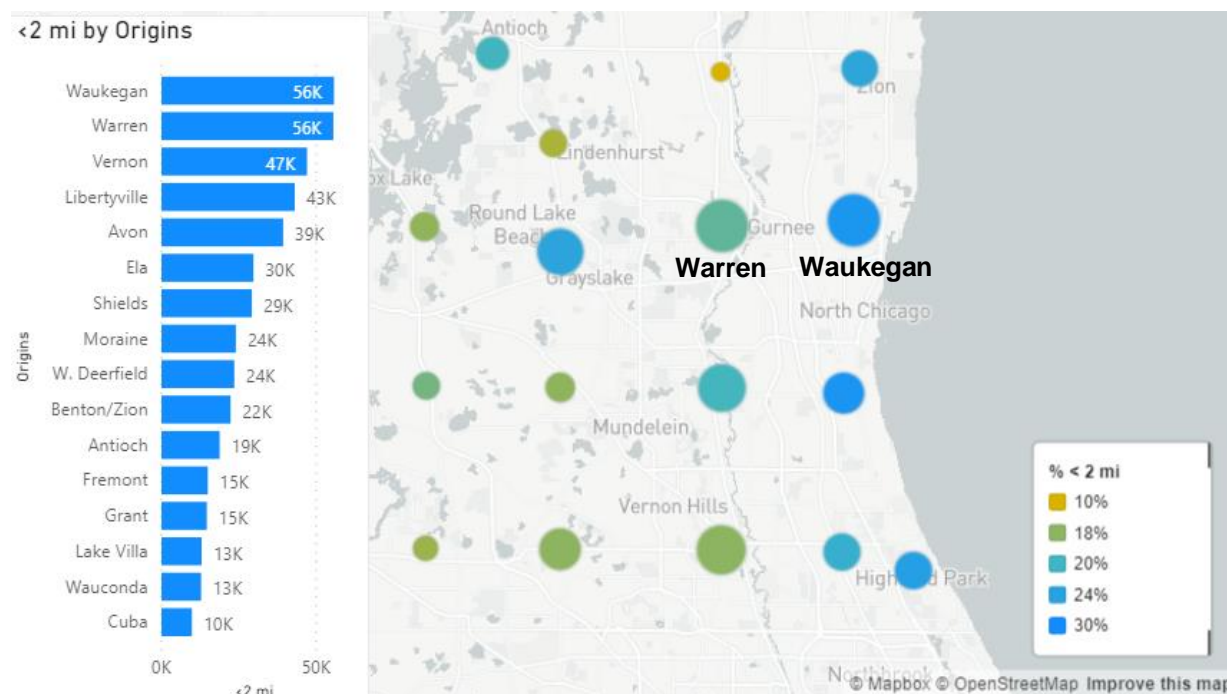 <2 mi by Origins
Waukegan 56K
Warren 56K
Vernon 47K
Libertyville 43K
Avon 39K
Ela 30K
Shields 29K
Moraine 24K
W. Deerfield 24K
Benton/Zion 22K
Antioch 19K
Fremont 15K
Grant 15K
Lake Villa 13K
Wauconda 13K
Cuba 10K
Origins
0K 50K
<2 mi
Antioch
Zion
Lindenhurst
Lake
Round Lake
Beach
Gurnee
Grayslake
Warren Waukegan
North Chicago
Mundelein
Vernon Hills
Highland Park
Northbrook
% < 2 mi
10%
18%
20%
24%
30%
© Mapbox © OpenStreetMap Improve this map